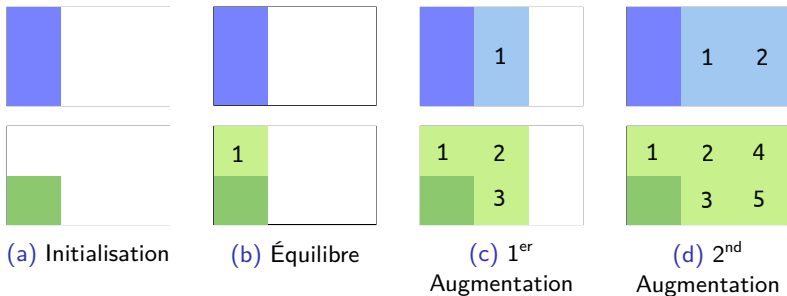 1
1 2
1
1 2
3
1 2 4
3 5
(a) Initialisation
(b) Équilibre
(c) 1er
Augmentation
(d) 2nd
Augmentation